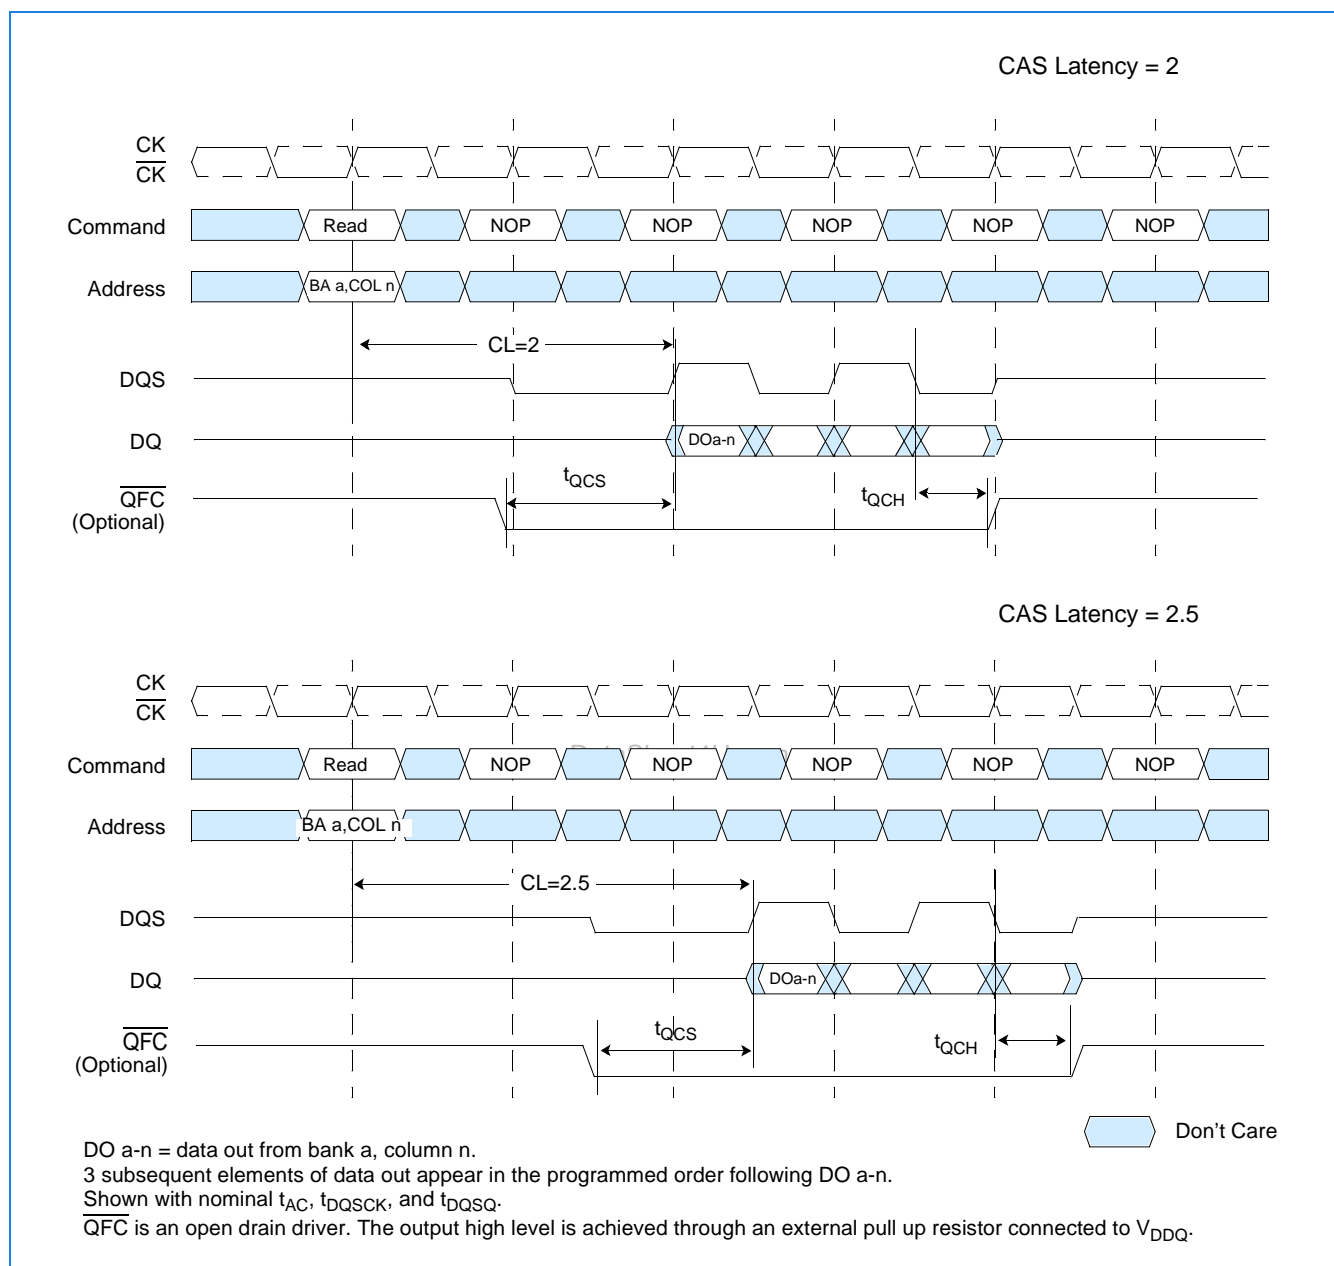 CAS Latency = 2
CK
CK
Command Read NOP NOP NOP NOP NOP
Address BA a,COL n
CL=2
DQS
DQ DOa-n
tQCS
tQCH
QFC
(Optional)
CAS Latency = 2.5
CK
CK
Command Read NOP NOP NOP NOP NOP
Address BA a,COL n
CL=2.5
DQS
DQ DOa-n
tQCS
tQCH
QFC
(Optional)
Don't Care
DO a-n = data out from bank a, column n.
3 subsequent elements of data out appear in the programmed order following DO a-n.
Shown with nominal tAC, tDQSCK, and tDQSQ.
QFC is an open drain driver. The output high level is achieved through an external pull up resistor connected to VDDQ.